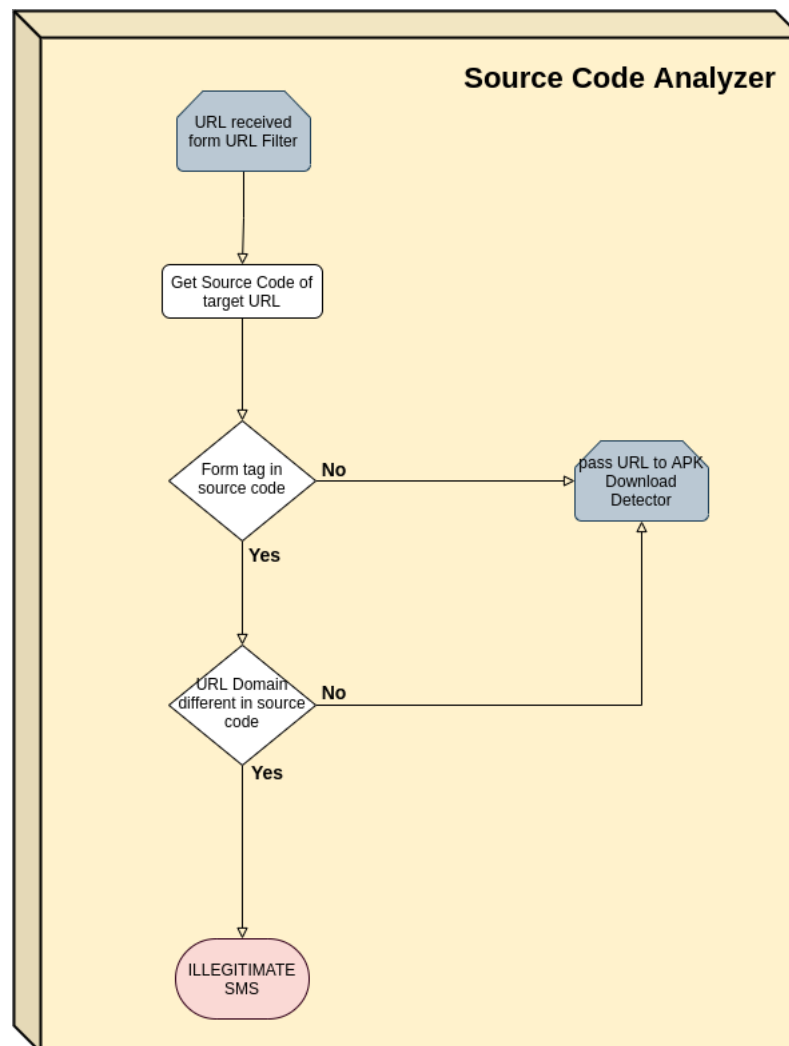 Source Code Analyzer
URL received
form URL Filter
Get Source Code of
target URL
Form tag in
source code
No
pass URL to APK
Download
Detector
Yes
URL Domain
different in source
code
No
Yes
ILLEGITIMATE
SMS